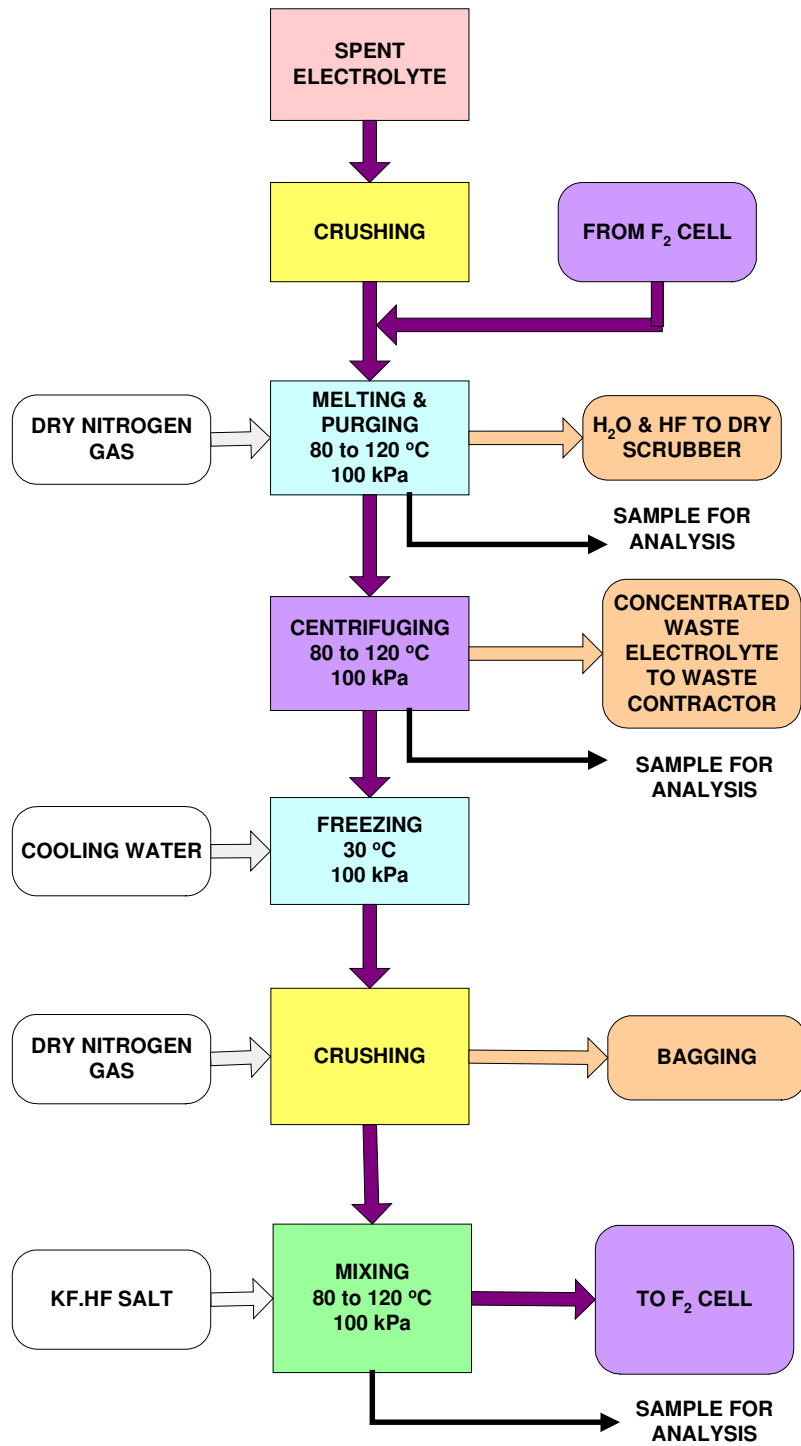 SPENT
ELECTROLYTE
CRUSHING
FROM F₂ CELL
DRY NITROGEN
GAS
MELTING &
PURGING
80 to 120 ºC
100 kPa
H₂O & HF TO DRY
SCRUBBER
SAMPLE FOR
ANALYSIS
CENTRIFUGING
80 to 120 ºC
100 kPa
CONCENTRATED
WASTE
ELECTROLYTE
TO WASTE
CONTRACTOR
SAMPLE FOR
ANALYSIS
COOLING WATER
FREEZING
30 ºC
100 kPa
DRY NITROGEN
GAS
CRUSHING
BAGGING
KF.HF SALT
MIXING
80 to 120 ºC
100 kPa
TO F₂ CELL
SAMPLE FOR
ANALYSIS